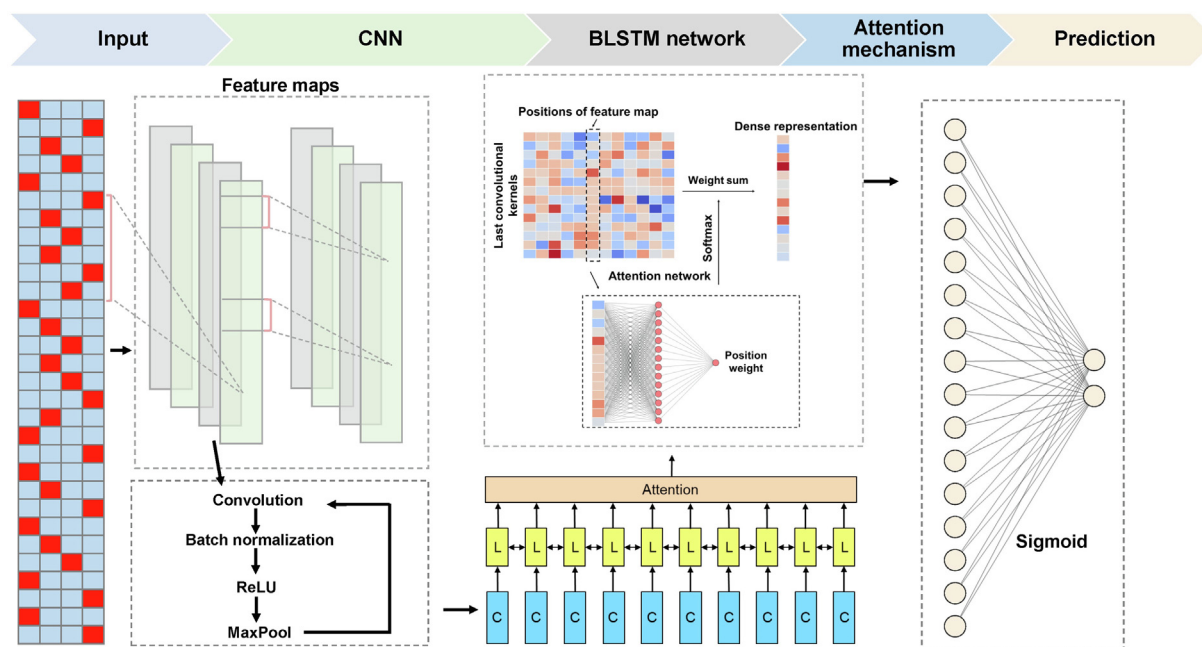 Input
CNN
BLSTM network
Attention
mechanism
Prediction
Feature maps
Convolution
Batch normalization
ReLU
MaxPool
Positions of feature map
Last convolutional
kernels
Dense representation
Weight sum
Softmax
Attention network
Position
weight
Attention
L L L L L L L L L L
C C C C C C C C C C
Sigmoid